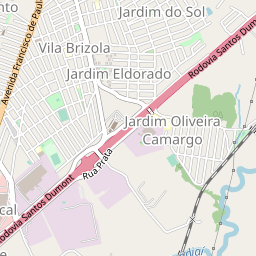 Jardim do Sol
Avenida Francisco de Paul
Vila Brizola
Rodovia Santos Dumont
Jardim Eldorado
Jardim Oliveira
Camargo
Rua Prata
Rodovia Santos Dumont